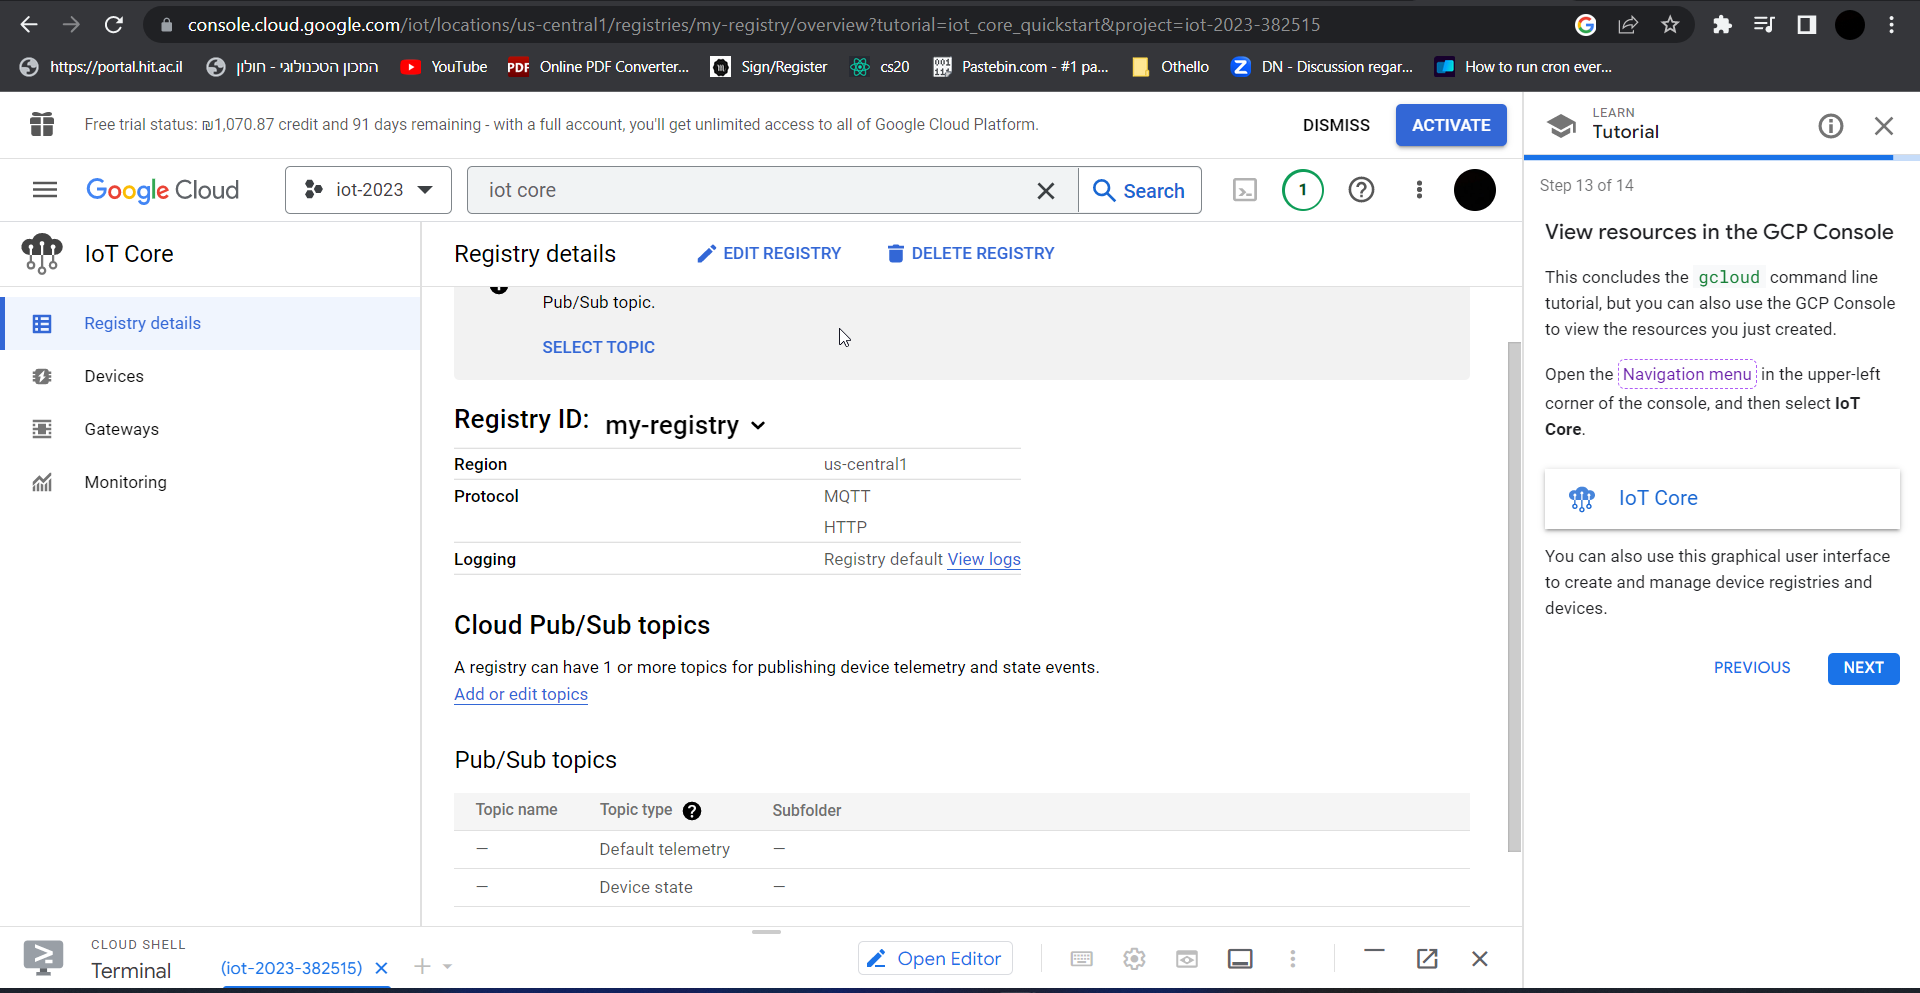 console.cloud.google.com/iot/locations/us-central1/registries/my-registry/overview?tutorial=iot_core_quickstart&project=iot-2023-382515
https://portal.hit.ac.il
המכון הטכנולוגי - חולון
YouTube
PDF
Online PDF Converter...
Sign/Register
cs20
Pastebin.com - #1 pa...
Othello
Z
DN - Discussion regar...
How to run cron ever...
Free trial status: ₪1,070.87 credit and 91 days remaining - with a full account, you'll get unlimited access to all of Google Cloud Platform.
DISMISS
ACTIVATE
LEARN
Tutorial
Google Cloud
iot-2023
iot core
Search
1
Step 13 of 14
IoT Core
Registry details
EDIT REGISTRY
DELETE REGISTRY
Registry details
Devices
Gateways
Monitoring
Pub/Sub topic.
SELECT TOPIC
Registry ID: my-registry
Region us-central1
Protocol MQTT
HTTP
Logging Registry default View logs
Cloud Pub/Sub topics
A registry can have 1 or more topics for publishing device telemetry and state events.
Add or edit topics
Pub/Sub topics
Topic name Topic type Subfolder
— Default telemetry —
— Device state —
View resources in the GCP Console
This concludes the gcloud command line
tutorial, but you can also use the GCP Console
to view the resources you just created.
Open the Navigation menu in the upper-left
corner of the console, and then select IoT
Core.
IoT Core
You can also use this graphical user interface
to create and manage device registries and
devices.
PREVIOUS
NEXT
CLOUD SHELL
Terminal
(iot-2023-382515)
Open Editor